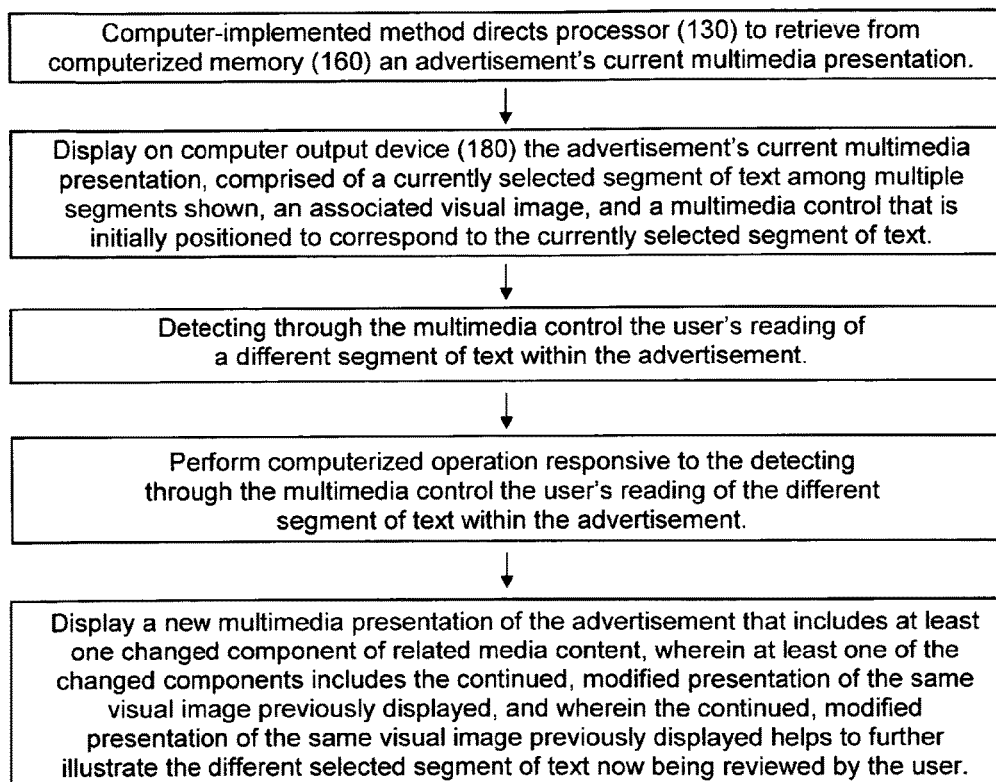 Computer-implemented method directs processor (130) to retrieve from
computerized memory (160) an advertisement's current multimedia presentation.
Display on computer output device (180) the advertisement's current multimedia
presentation, comprised of a currently selected segment of text among multiple
segments shown, an associated visual image, and a multimedia control that is
initially positioned to correspond to the currently selected segment of text.
Detecting through the multimedia control the user's reading of
a different segment of text within the advertisement.
Perform computerized operation responsive to the detecting
through the multimedia control the user's reading of the different
segment of text within the advertisement.
Display a new multimedia presentation of the advertisement that includes at least
one changed component of related media content, wherein at least one of the
changed components includes the continued, modified presentation of the same
visual image previously displayed, and wherein the continued, modified
presentation of the same visual image previously displayed helps to further
illustrate the different selected segment of text now being reviewed by the user.